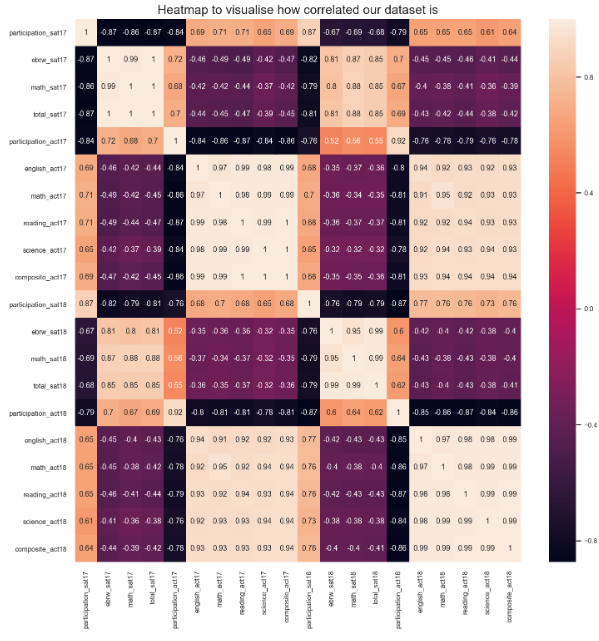 Heatmap to visualise how correlated our dataset is
participation_sat17 1 -0.87 -0.86 -0.87 -0.84 0.69 0.71 0.71 0.65 0.69 0.87 -0.67 -0.69 -0.68 -0.79 0.65 0.65 0.65 0.61 0.64
ebrw_sat17 -0.87 1 0.99 1 0.72 -0.46 -0.49 -0.49 -0.42 -0.47 -0.82 0.81 0.87 0.85 0.7 -0.45 -0.45 -0.46 -0.41 -0.44
math_sat17 -0.86 0.99 1 1 0.68 -0.42 -0.42 -0.44 -0.37 -0.42 -0.79 0.8 0.88 0.85 0.67 -0.4 -0.38 -0.41 -0.36 -0.39
total_sat17 -0.87 1 1 1 0.7 -0.44 -0.45 -0.47 -0.39 -0.45 -0.81 0.81 0.88 0.85 0.69 -0.43 -0.42 -0.44 -0.38 -0.42
participation_act17 -0.84 0.72 0.68 0.7 1 -0.84 -0.86 -0.87 -0.84 -0.86 -0.76 0.52 0.56 0.55 0.92 -0.76 -0.78 -0.79 -0.76 -0.78
english_act17 0.69 -0.46 -0.42 -0.44 -0.84 1 0.97 0.99 0.98 0.99 0.68 -0.35 -0.37 -0.36 -0.8 0.94 0.92 0.93 0.92 0.93
math_act17 0.71 -0.49 -0.42 -0.45 -0.86 0.97 1 0.98 0.99 0.99 0.7 -0.36 -0.34 -0.35 -0.81 0.91 0.95 0.92 0.93 0.93
reading_act17 0.71 -0.49 -0.44 -0.47 -0.87 0.99 0.98 1 0.99 1 0.68 -0.36 -0.37 -0.37 -0.81 0.92 0.92 0.94 0.93 0.93
science_act17 0.65 -0.42 -0.37 -0.39 -0.84 0.98 0.99 0.99 1 1 0.65 -0.32 -0.32 -0.32 -0.78 0.92 0.94 0.93 0.94 0.94
composite_act17 0.69 -0.47 -0.42 -0.45 -0.86 0.99 0.99 1 1 1 0.68 -0.35 -0.35 -0.36 -0.81 0.93 0.94 0.94 0.94 0.94
participation_sat18 0.87 -0.82 -0.79 -0.81 -0.76 0.68 0.7 0.68 0.65 0.68 1 -0.76 -0.79 -0.79 -0.87 0.77 0.76 0.76 0.73 0.76
ebrw_sat18 -0.67 0.81 0.8 0.81 0.52 -0.35 -0.36 -0.36 -0.32 -0.35 -0.76 1 0.95 0.99 0.6 -0.42 -0.4 -0.42 -0.38 -0.4
math_sat18 -0.69 0.87 0.88 0.88 0.56 -0.37 -0.34 -0.37 -0.32 -0.35 -0.79 0.95 1 0.99 0.64 -0.43 -0.38 -0.43 -0.38 -0.4
total_sat18 -0.68 0.85 0.85 0.85 0.55 -0.36 -0.35 -0.37 -0.32 -0.36 -0.79 0.99 0.99 1 0.62 -0.43 -0.4 -0.43 -0.38 -0.41
participation_act18 -0.79 0.7 0.67 0.69 0.92 -0.8 -0.81 -0.81 -0.78 -0.81 -0.87 0.6 0.64 0.62 1 -0.85 -0.86 -0.87 -0.84 -0.86
english_act18 0.65 -0.45 -0.4 -0.43 -0.76 0.94 0.91 0.92 0.92 0.93 0.77 -0.42 -0.43 -0.43 -0.85 1 0.97 0.98 0.98 0.99
math_act18 0.65 -0.45 -0.38 -0.42 -0.78 0.92 0.95 0.92 0.94 0.94 0.76 -0.4 -0.38 -0.4 -0.86 0.97 1 0.98 0.99 0.99
reading_act18 0.65 -0.46 -0.41 -0.44 -0.79 0.93 0.92 0.94 0.93 0.94 0.76 -0.42 -0.43 -0.43 -0.87 0.98 0.98 1 0.99 0.99
science_act18 0.61 -0.41 -0.36 -0.38 -0.76 0.92 0.93 0.93 0.94 0.94 0.73 -0.38 -0.38 -0.38 -0.84 0.98 0.99 0.99 1 0.99
composite_act18 0.64 -0.44 -0.39 -0.42 -0.78 0.93 0.93 0.93 0.94 0.94 0.76 -0.4 -0.4 -0.41 -0.86 0.99 0.99 0.99 0.99 1
participation_sat17
ebrw_sat17
math_sat17
total_sat17
participation_act17
english_act17
math_act17
reading_act17
science_act17
composite_act17
participation_sat18
ebrw_sat18
math_sat18
total_sat18
participation_act18
english_act18
math_act18
reading_act18
science_act18
composite_act18
0.8
0.4
0.0
-0.4
-0.8